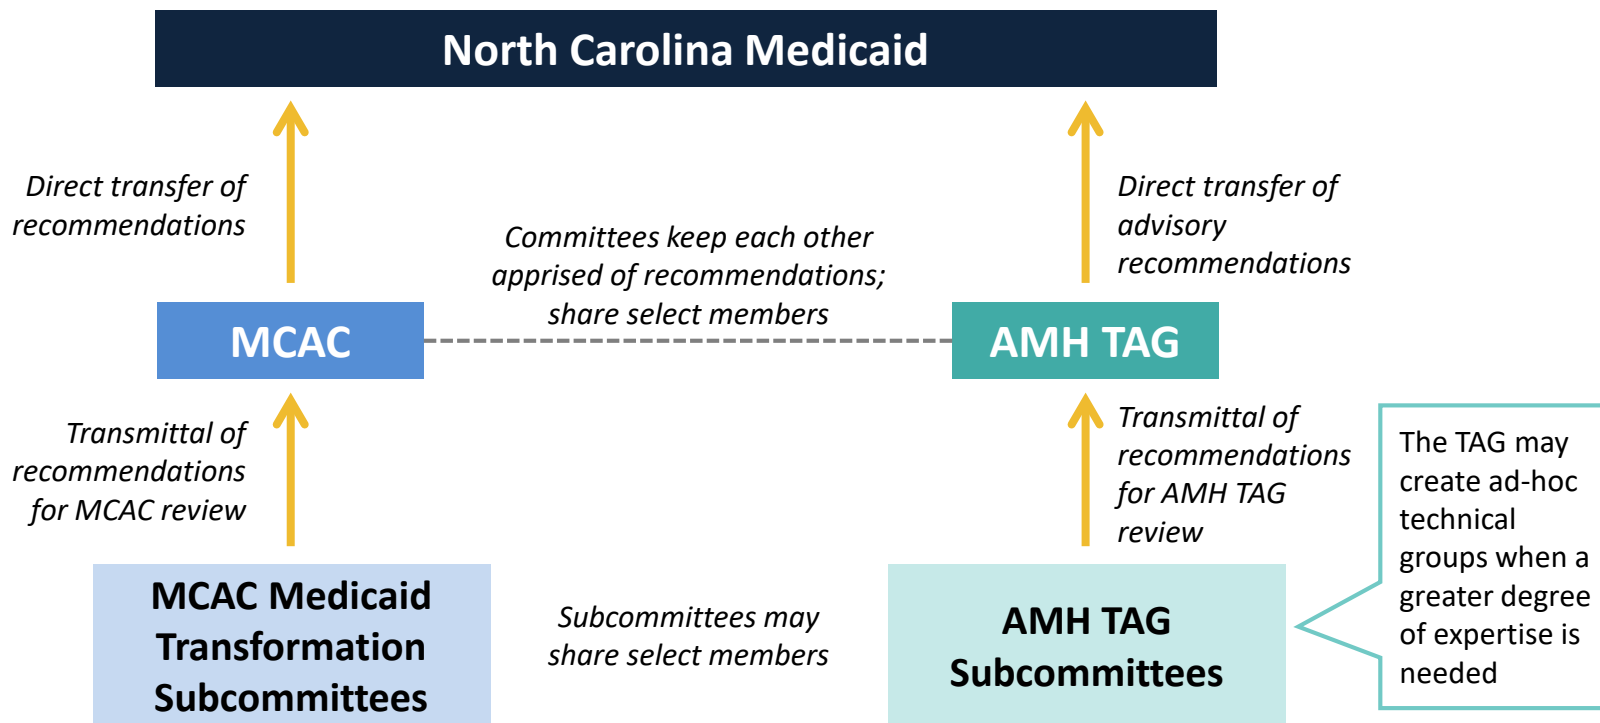 North Carolina Medicaid
Direct transfer of
recommendations
Direct transfer of
advisory
recommendations
Committees keep each other
apprised of recommendations;
share select members
MCAC
AMH TAG
Transmittal of
recommendations
for MCAC review
Transmittal of
recommendations
for AMH TAG
review
The TAG may
create ad-hoc
technical
groups when a
greater degree
of expertise is
needed
MCAC Medicaid
Transformation
Subcommittees
Subcommittees may
share select members
AMH TAG
Subcommittees